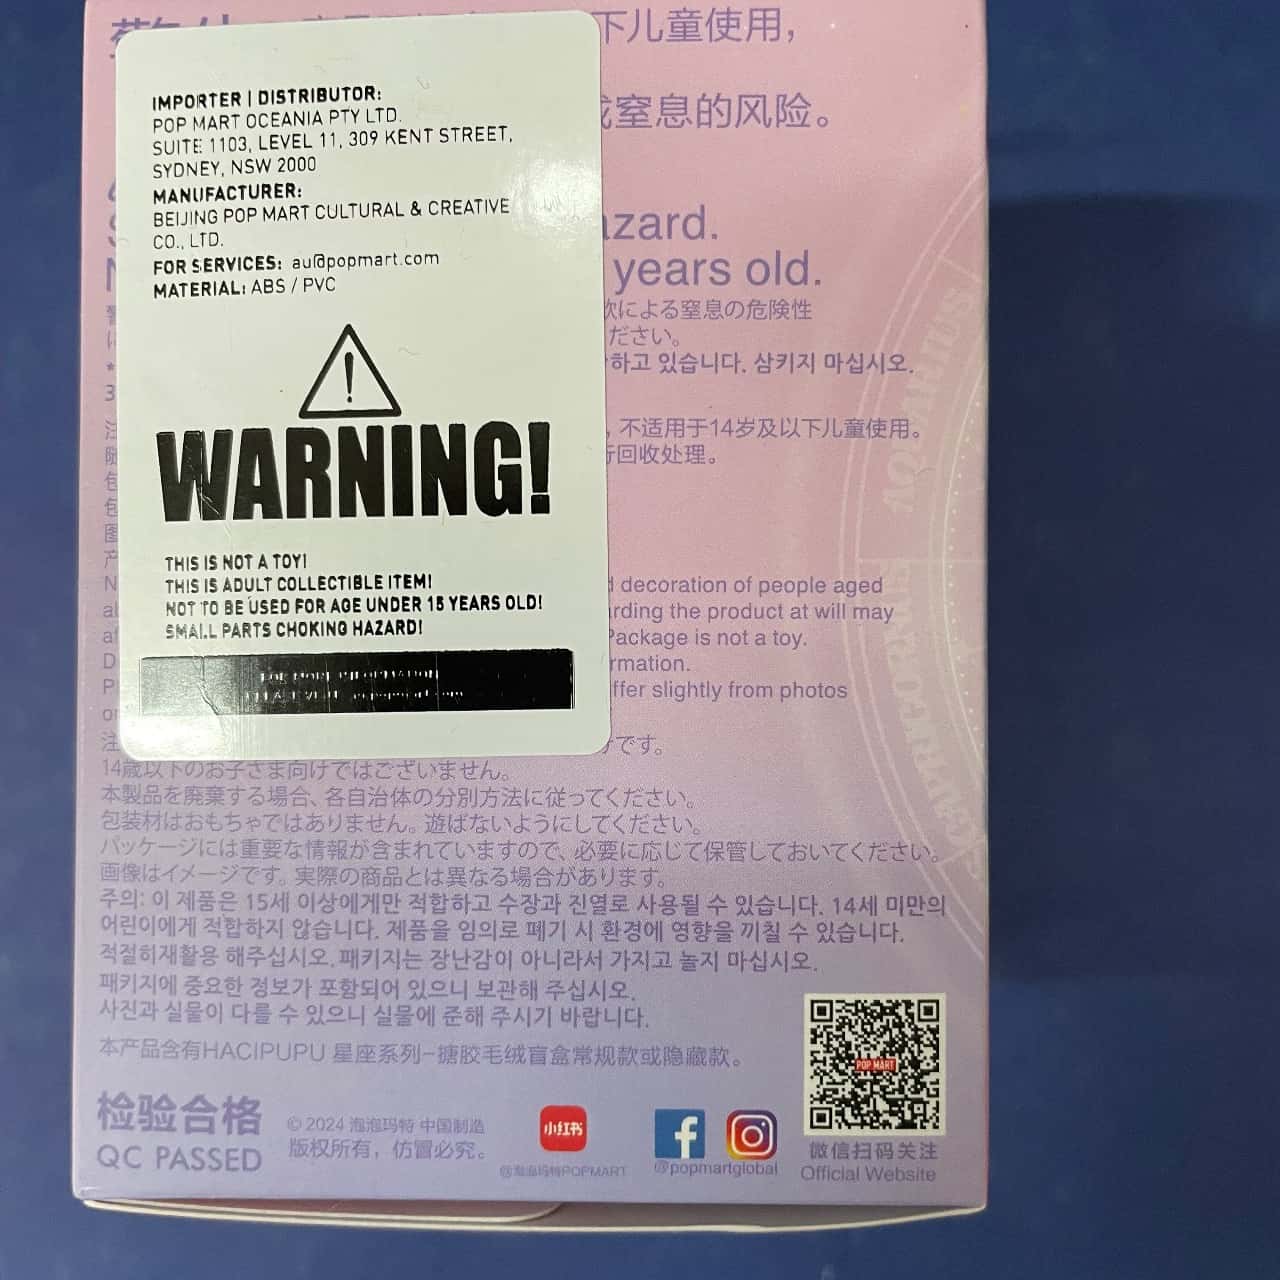 下儿童使用，
窒息的风险。
azard.
years old.
IMPORTER | DISTRIBUTOR:
POP MART OCEANIA PTY LTD.
SUITE 1103, LEVEL 11, 309 KENT STREET,
SYDNEY, NSW 2000
MANUFACTURER:
BEIJING POP MART CULTURAL & CREATIVE
CO., LTD.
FOR SERVICES: au@popmart.com
MATERIAL: ABS / PVC
WARNING!
THIS IS NOT A TOY!
THIS IS ADULT COLLECTIBLE ITEM!
NOT TO BE USED FOR AGE UNDER 15 YEARS OLD!
SMALL PARTS CHOKING HAZARD!
による窒息の危険性
ださい。
하고 있습니다. 삼키지 마십시오.
，不适用于14岁及以下儿童使用。
回收处理。
d decoration of people aged
rding the product at will may
Package is not a toy.
rmation.
ffer slightly from photos
です。
14歳以下のお子さま向けではございません。
本製品を廃棄する場合、各自治体の分別方法に従ってください。
包装材はおもちゃではありません。遊ばないようにしてください。
パッケージには重要な情報が含まれていますので、必要に応じて保管しておいてください。
画像はイメージです。実際の商品とは異なる場合があります。
주의: 이 제품은 15세 이상에게만 적합하고 수장과 진열로 사용될 수 있습니다. 14세 미만의
어린이에게 적합하지 않습니다. 제품을 임의로 폐기 시 환경에 영향을 끼칠 수 있습니다.
적절히재활용 해주십시오. 패키지는 장난감이 아니라서 가지고 놀지 마십시오.
패키지에 중요한 정보가 포함되어 있으니 보관해 주십시오.
사진과 실물이 다를 수 있으니 실물에 준해 주시기 바랍니다.
本产品含有HACIPUPU 星座系列-搪胶毛绒盲盒常规款或隐藏款。
检验合格
QC PASSED
© 2024 泡泡玛特 中国制造
版权所有，仿冒必究。
小红书
@泡泡玛特POPMART
@popmartglobal
POP MART
微信扫码关注
Official Website
AQUARIUS
CAPRICORNUS